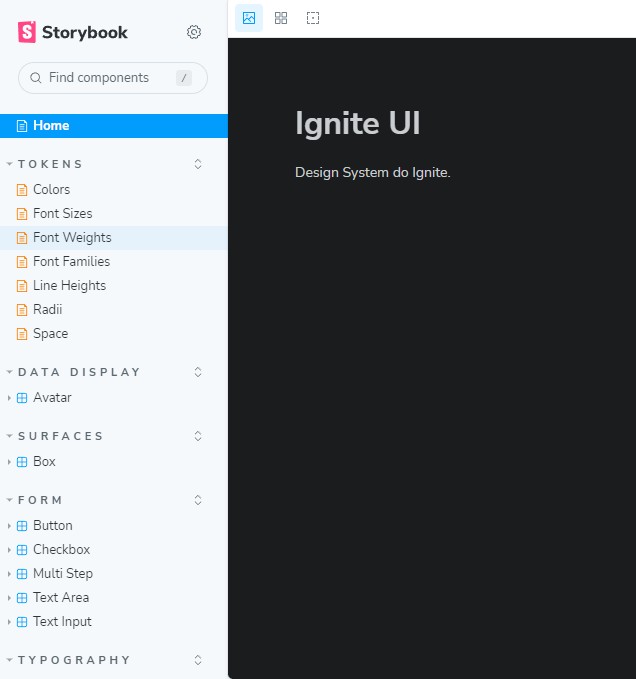 Storybook
Find components /
Home
TOKENS
Colors
Font Sizes
Font Weights
Font Families
Line Heights
Radii
Space
DATA DISPLAY
Avatar
SURFACES
Box
FORM
Button
Checkbox
Multi Step
Text Area
Text Input
TYPOGRAPHY
Ignite UI
Design System do Ignite.